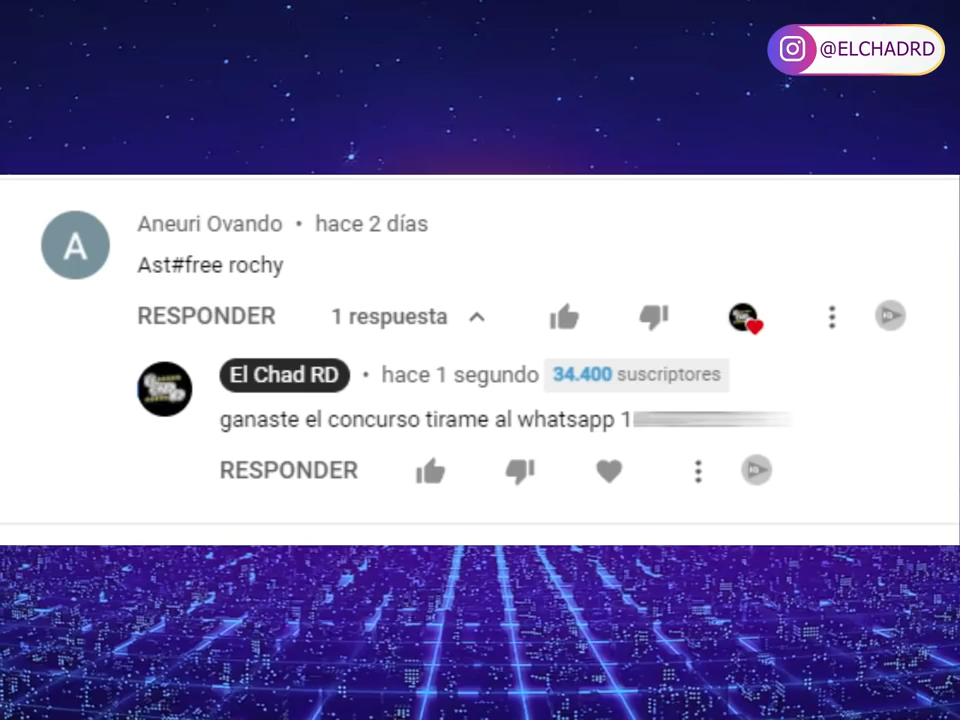 @ELCHADRD
Aneuri Ovando • hace 2 días
A
Ast#free rochy
RESPONDER 1 respuesta
El Chad RD • hace 1 segundo 34.400 suscriptores
ganaste el concurso tirame al whatsapp 1
RESPONDER